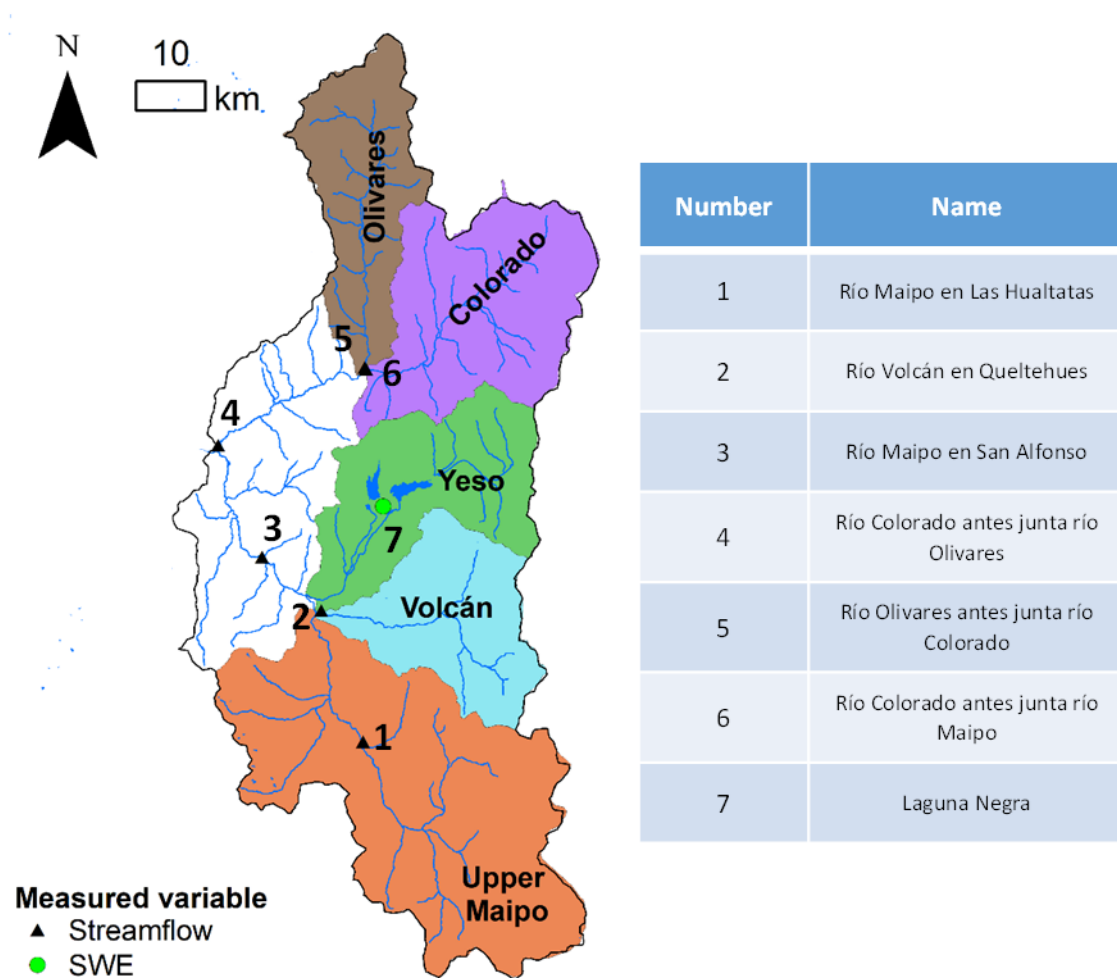 N
10
km
Olivares
Colorado
5
6
4
Yeso
3
7
Volcán
2
1
Upper
Maipo
Measured variable
Streamflow
SWE
Number Name
1 Río Maipo en Las Hualtatas
2 Río Volcán en Queltehues
3 Río Maipo en San Alfonso
4 Río Colorado antes junta río
Olivares
5 Río Olivares antes junta río
Colorado
6 Río Colorado antes junta río
Maipo
7 Laguna Negra